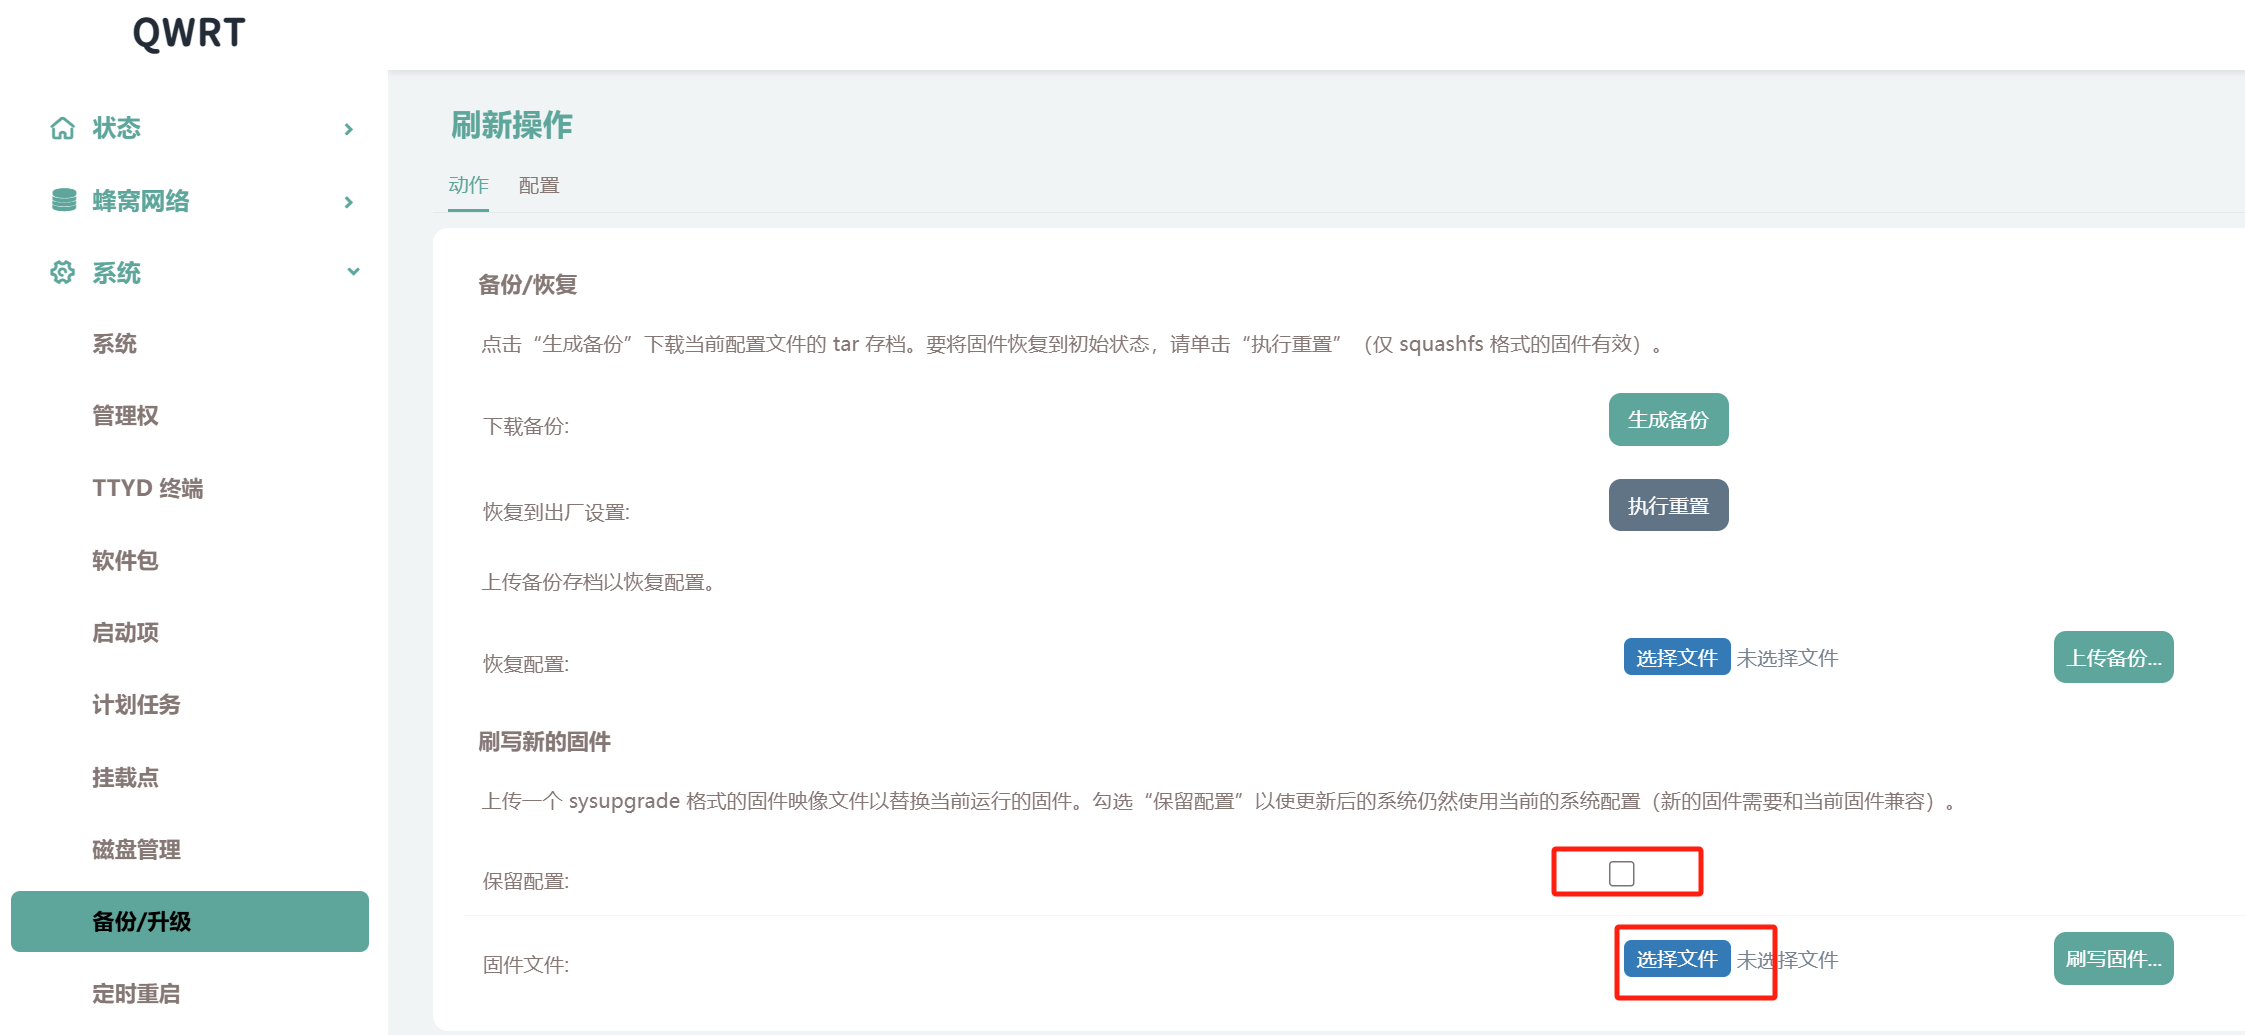 QWRT
状态
蜂窝网络
系统
系统
管理权
TTYD 终端
软件包
启动项
计划任务
挂载点
磁盘管理
备份/升级
定时重启
刷新操作
动作 配置
备份/恢复
点击“生成备份”下载当前配置文件的 tar 存档。要将固件恢复到初始状态，请单击“执行重置”（仅 squashfs 格式的固件有效）。
下载备份: 生成备份
恢复到出厂设置: 执行重置
上传备份存档以恢复配置。
恢复配置: 选择文件 未选择文件 上传备份...
刷写新的固件
上传一个 sysupgrade 格式的固件映像文件以替换当前运行的固件。勾选“保留配置”以使更新后的系统仍然使用当前的系统配置（新的固件需要和当前固件兼容）。
保留配置:
固件文件: 选择文件 未选择文件 刷写固件...